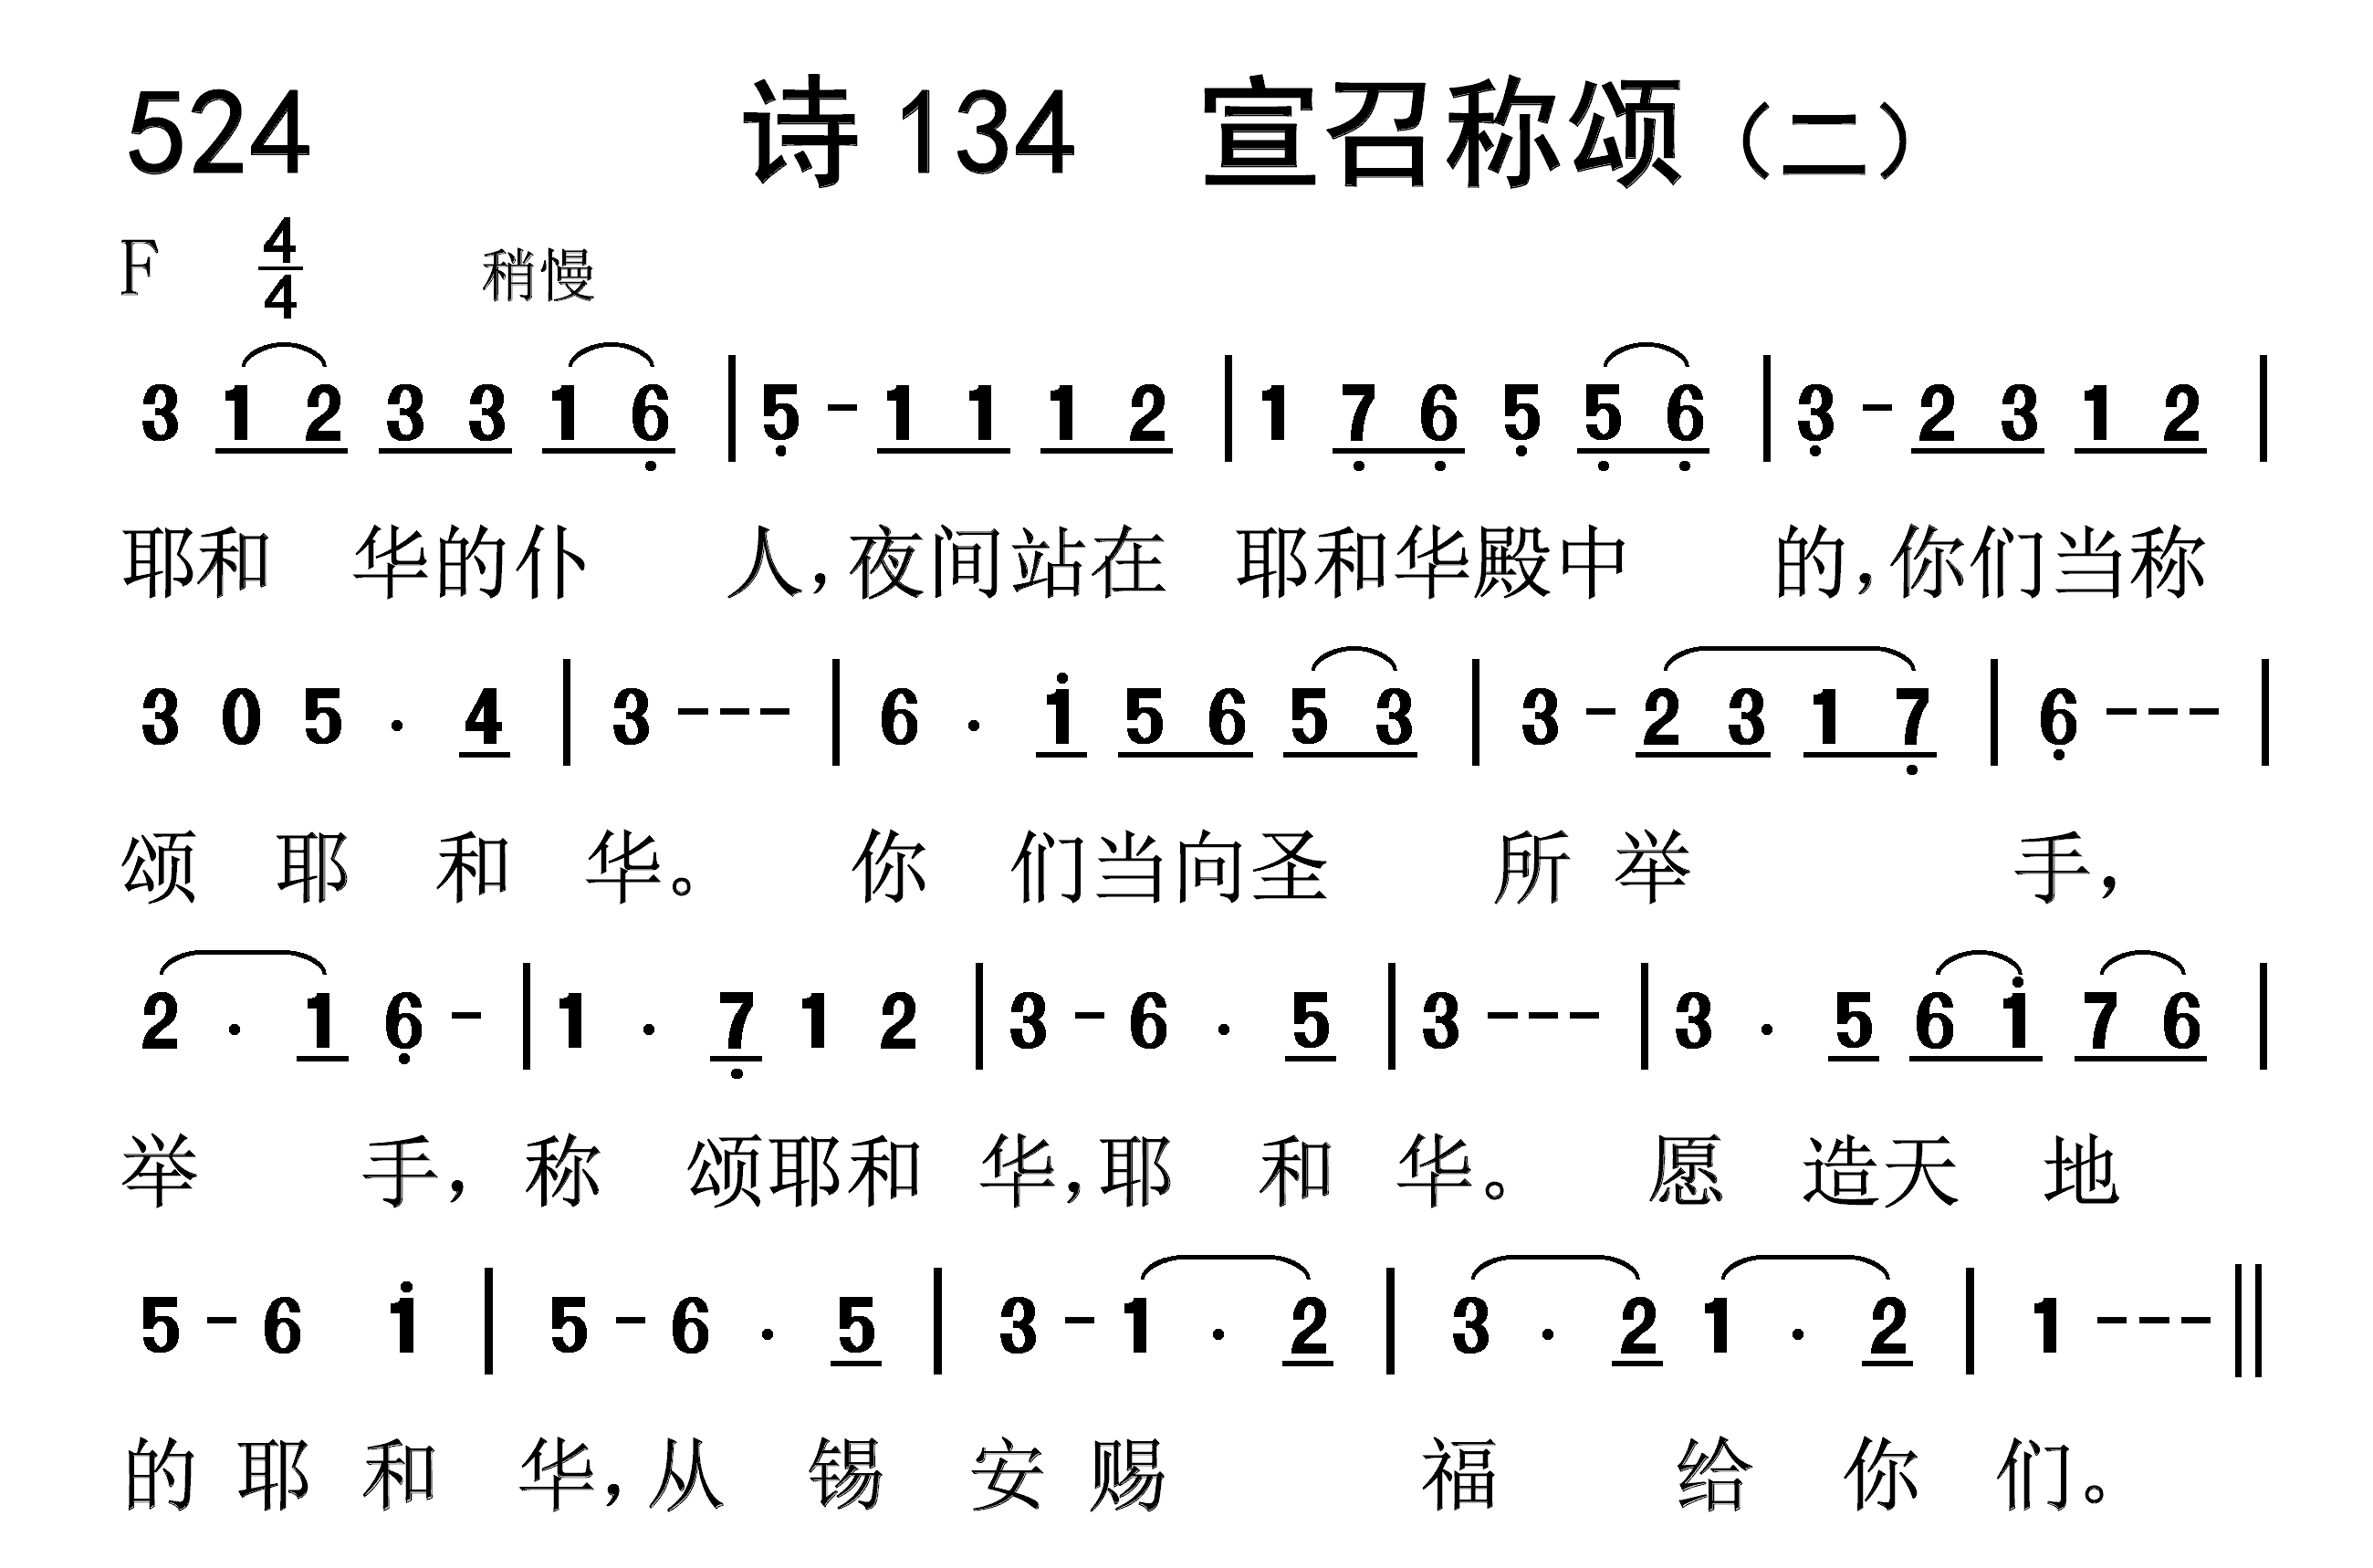 524 诗 134 宣召称颂（二）
F 4/4 稍慢
3 1 2 3 3 1 6̣ | 5̣ - 1 1 1 2 | 1 7̣ 6̣ 5̣ 5̣ 6̣ | 3̣ - 2 3 1 2 |
耶和 华的仆 人，夜间站在 耶和华殿中 的，你们当称
3 0 5 · 4 | 3 - - - | 6 · 1̇ 5 6 5 3 | 3 - 2 3 1 7̣ | 6̣ - - - |
颂 耶 和 华。 你 们当向圣 所 举 手，
2 · 1 6̣ - | 1 · 7̣ 1 2 | 3 - 6 · 5 | 3 - - - | 3 · 5 6 1̇ 7 6 |
举 手，称 颂耶和 华，耶 和 华。 愿 造天 地
5 - 6 1̇ | 5 - 6 · 5 | 3 - 1 · 2 | 3 · 2 1 · 2 | 1 - - - ‖
的 耶 和 华，从 锡 安 赐 福 给 你 们。